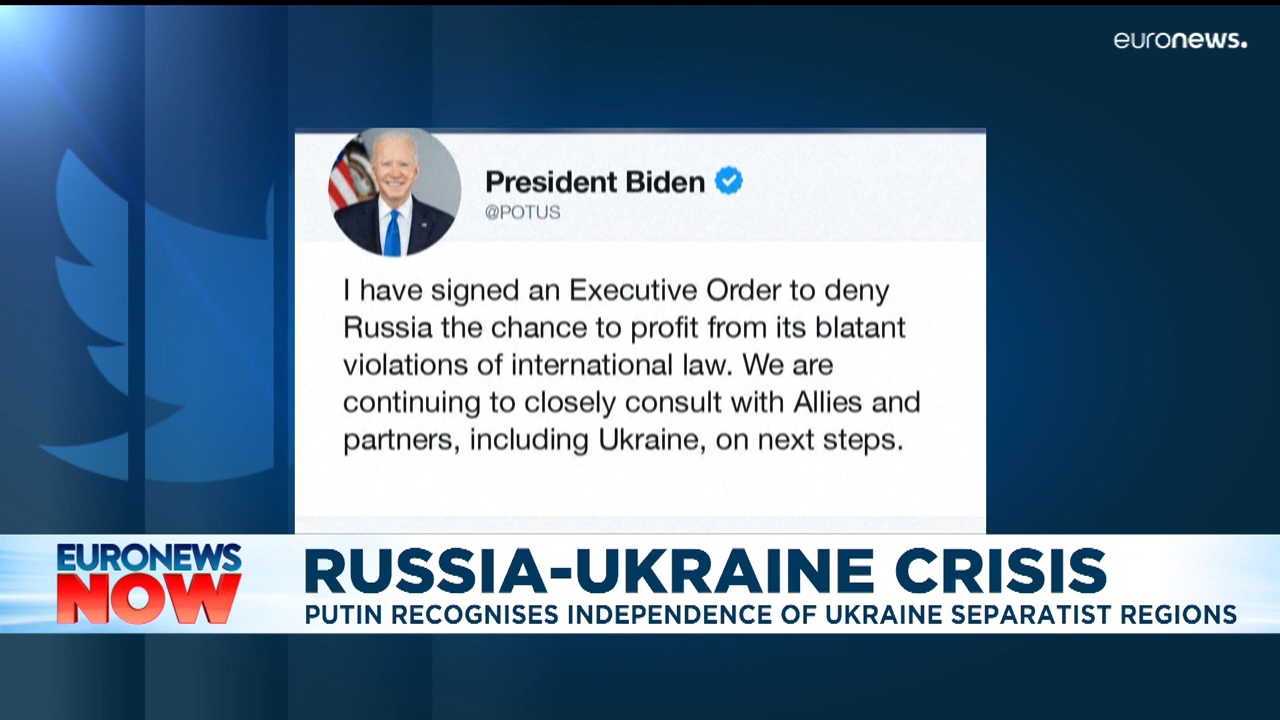 euronews.
President Biden
@POTUS
I have signed an Executive Order to deny
Russia the chance to profit from its blatant
violations of international law. We are
continuing to closely consult with Allies and
partners, including Ukraine, on next steps.
EURONEWS
NOW
RUSSIA-UKRAINE CRISIS
PUTIN RECOGNISES INDEPENDENCE OF UKRAINE SEPARATIST REGIONS